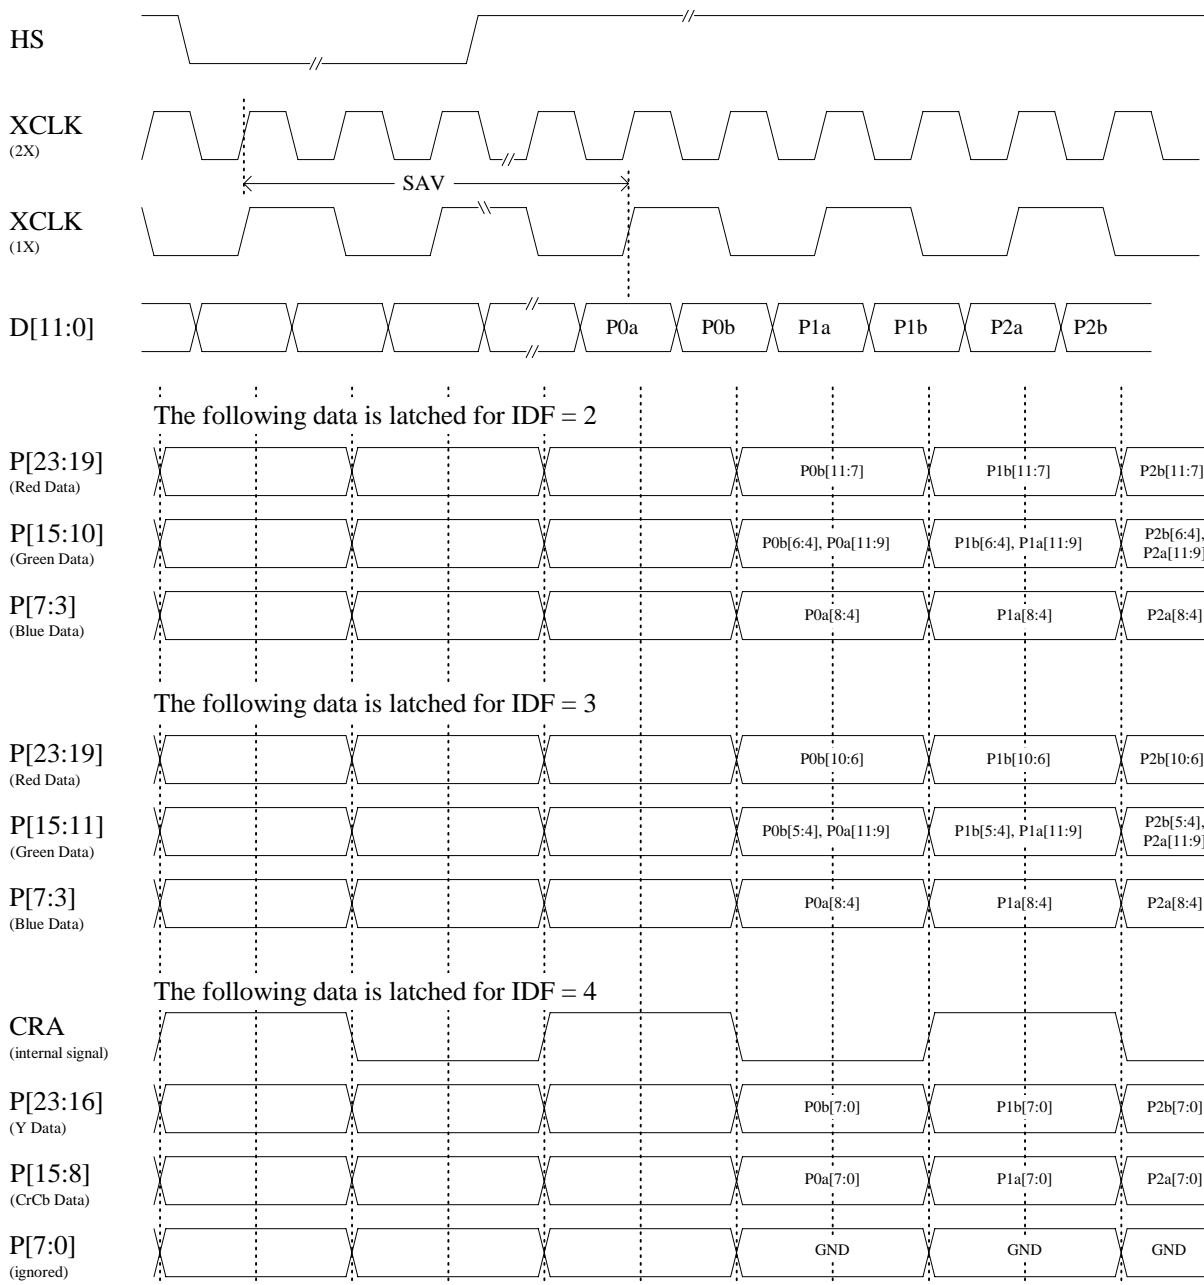 HS
XCLK
(2X)
SAV
XCLK
(1X)
D[11:0] P0a P0b P1a P1b P2a P2b
The following data is latched for IDF = 2
P[23:19] P0b[11:7] P1b[11:7] P2b[11:7]
(Red Data)
P[15:10] P0b[6:4], P0a[11:9] P1b[6:4], P1a[11:9] P2b[6:4], P2a[11:9]
(Green Data)
P[7:3] P0a[8:4] P1a[8:4] P2a[8:4]
(Blue Data)
The following data is latched for IDF = 3
P[23:19] P0b[10:6] P1b[10:6] P2b[10:6]
(Red Data)
P[15:11] P0b[5:4], P0a[11:9] P1b[5:4], P1a[11:9] P2b[5:4], P2a[11:9]
(Green Data)
P[7:3] P0a[8:4] P1a[8:4] P2a[8:4]
(Blue Data)
The following data is latched for IDF = 4
CRA
(internal signal)
P[23:16] P0b[7:0] P1b[7:0] P2b[7:0]
(Y Data)
P[15:8] P0a[7:0] P1a[7:0] P2a[7:0]
(CrCb Data)
P[7:0] GND GND GND
(ignored)